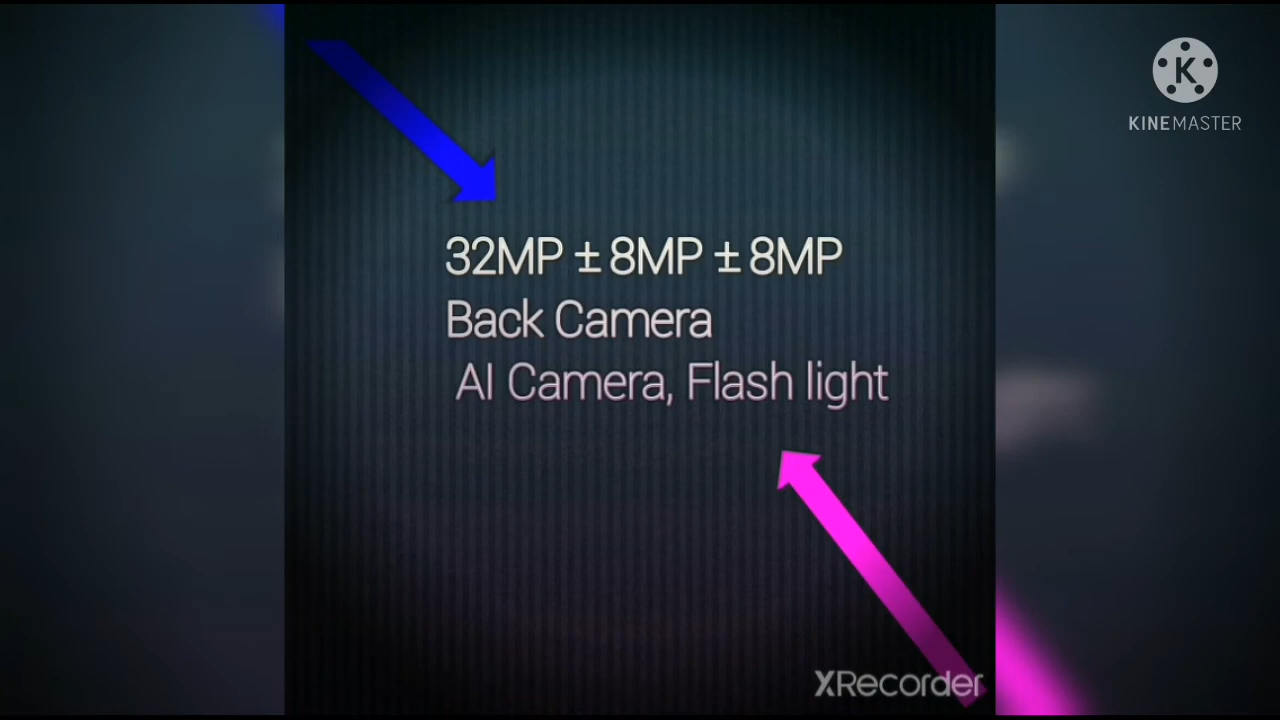 K
KINEMASTER
32MP ± 8MP ± 8MP
Back Camera
AI Camera, Flash light
XRecorder